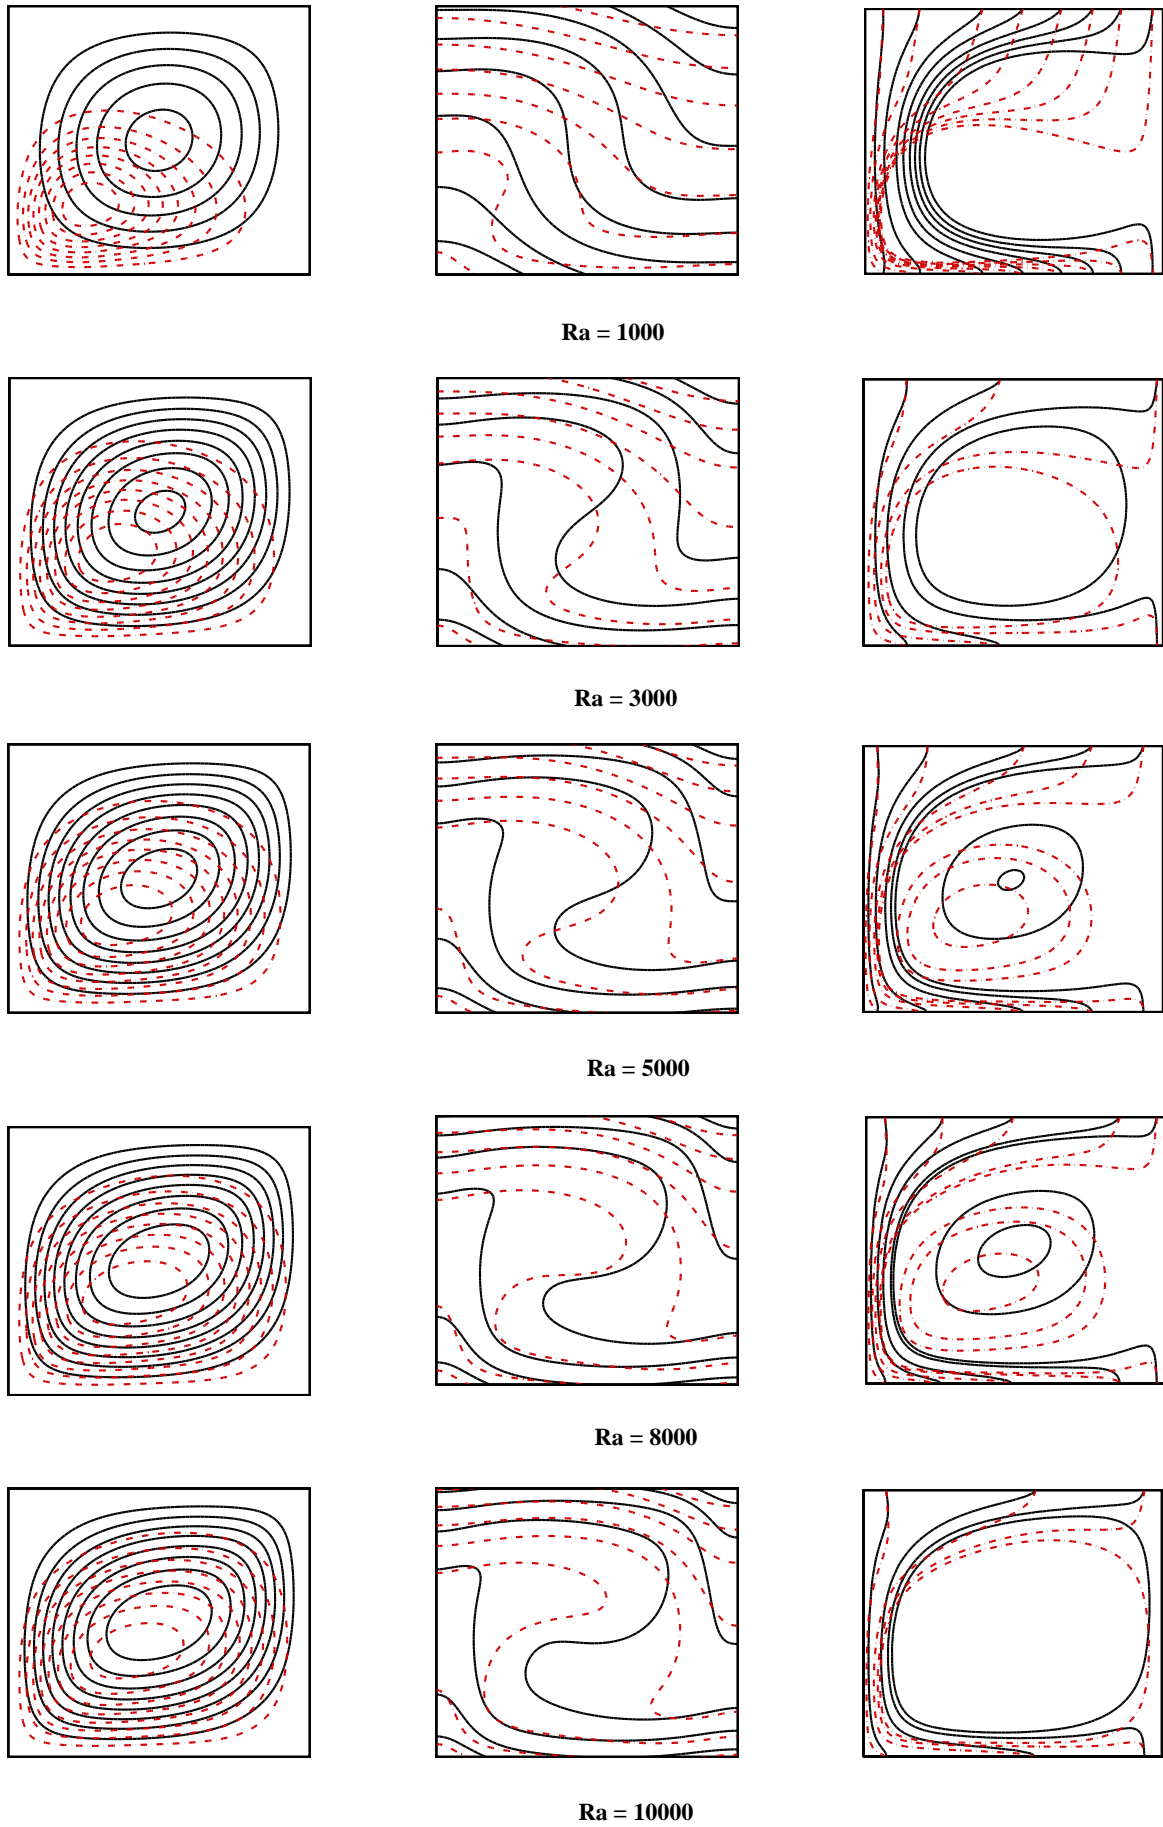 Ra = 1000
Ra = 3000
Ra = 5000
Ra = 8000
Ra = 10000